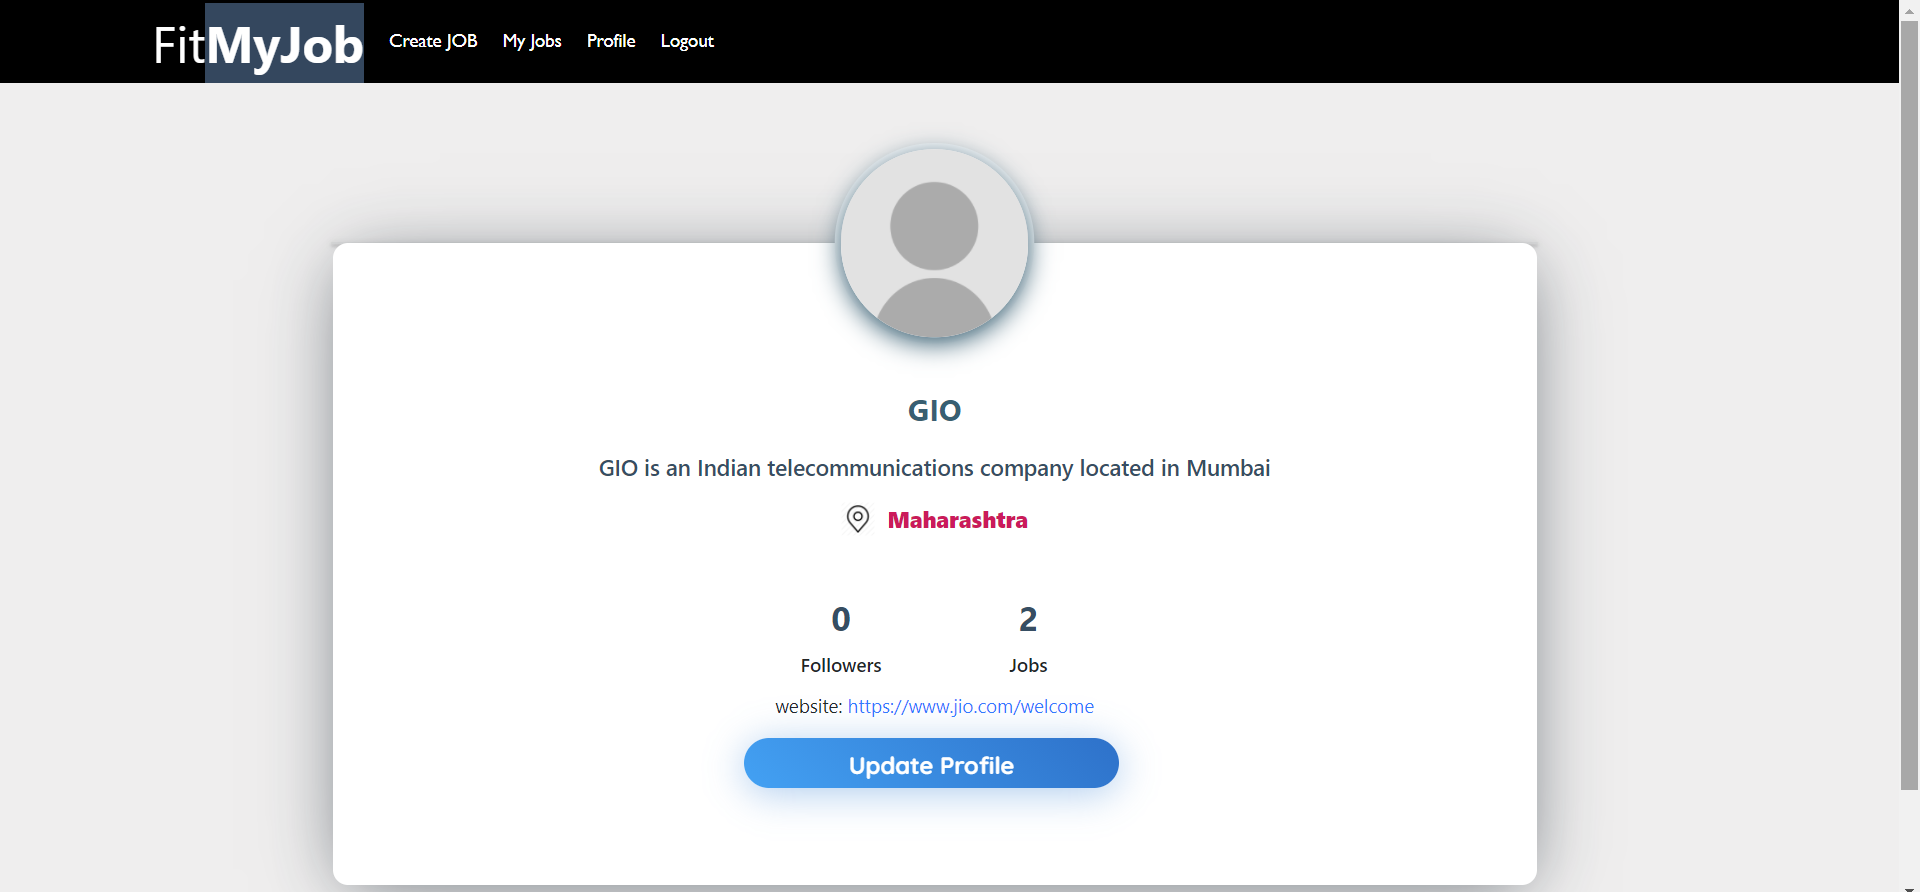 FitMyJob Create JOB My Jobs Profile Logout
GIO
GIO is an Indian telecommunications company located in Mumbai
Maharashtra
0 2
Followers Jobs
website: https://www.jio.com/welcome
Update Profile